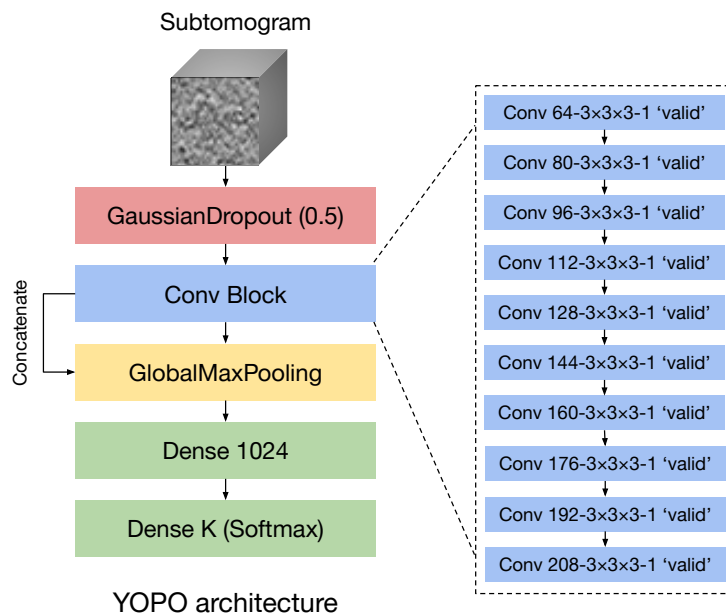 Subtomogram
GaussianDropout (0.5)
Conv Block
Concatenate
GlobalMaxPooling
Dense 1024
Dense K (Softmax)
YOPO architecture
Conv 64-3×3×3-1 ‘valid’
Conv 80-3×3×3-1 ‘valid’
Conv 96-3×3×3-1 ‘valid’
Conv 112-3×3×3-1 ‘valid’
Conv 128-3×3×3-1 ‘valid’
Conv 144-3×3×3-1 ‘valid’
Conv 160-3×3×3-1 ‘valid’
Conv 176-3×3×3-1 ‘valid’
Conv 192-3×3×3-1 ‘valid’
Conv 208-3×3×3-1 ‘valid’